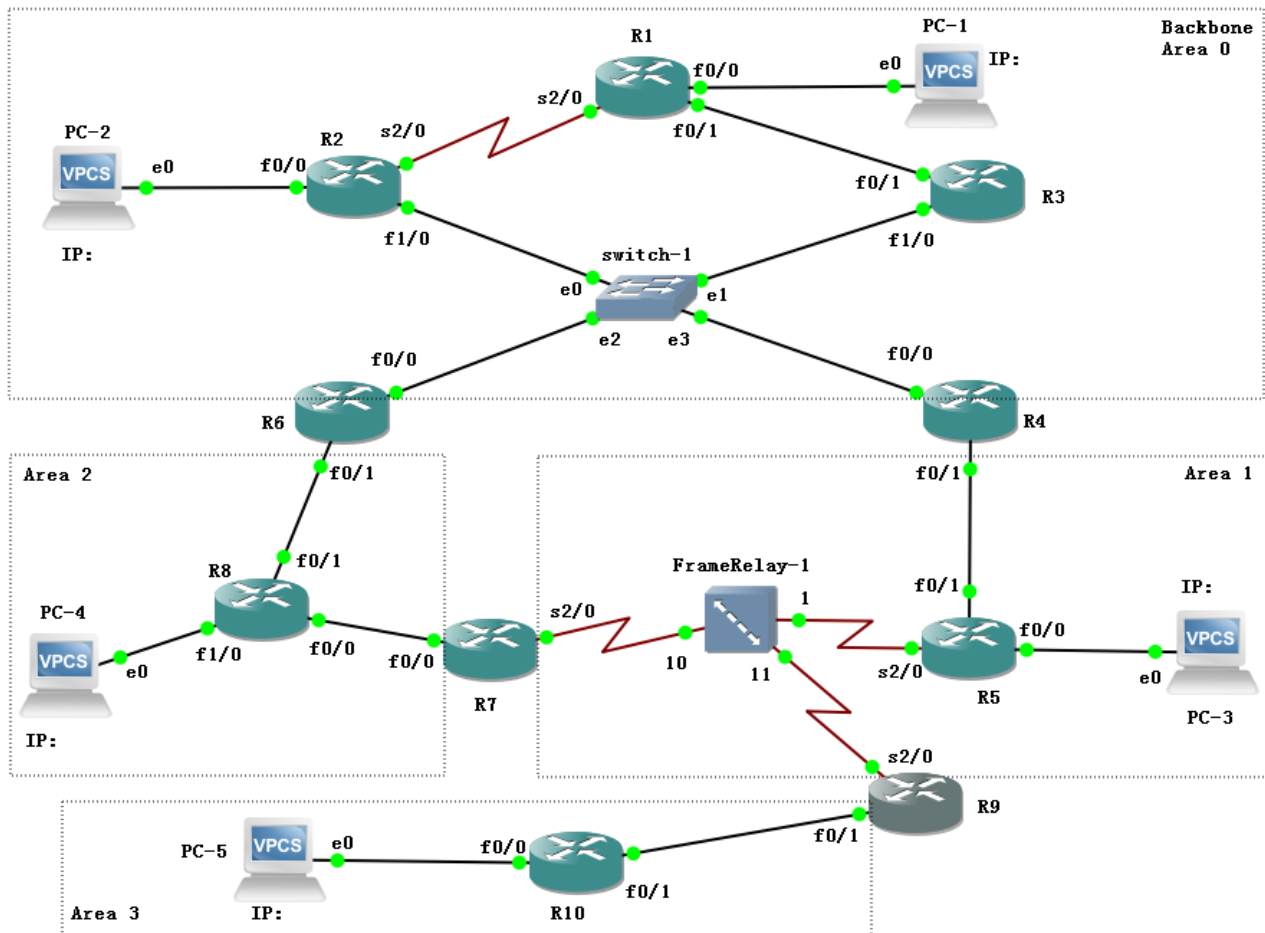 R1
PC-1
Backbone
Area 0
IP:
e0
VPCS
f0/0
s2/0
f0/1
PC-2
s2/0
R2
e0
f0/0
VPCS
f0/1
R3
f1/0
f1/0
IP:
switch-1
e0
e1
e2
e3
f0/0
f0/0
R6
R4
Area 2
f0/1
f0/1
Area 1
R8
f0/1
FrameRelay-1
f0/1
IP:
PC-4
s2/0
1
VPCS
f0/0
VPCS
f1/0
f0/0
f0/0
e0
10
11
s2/0
e0
R7
R5
PC-3
IP:
s2/0
R9
PC-5
VPCS
e0
f0/0
f0/1
f0/1
Area 3
IP:
R10